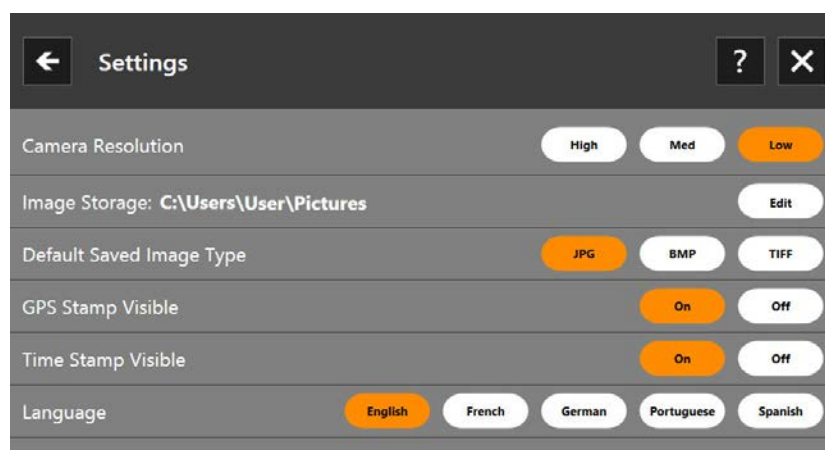 Settings ?
Camera Resolution High Med Low
Image Storage: C:\Users\User\Pictures Edit
Default Saved Image Type JPG BMP TIFF
GPS Stamp Visible On Off
Time Stamp Visible On Off
Language English French German Portuguese Spanish